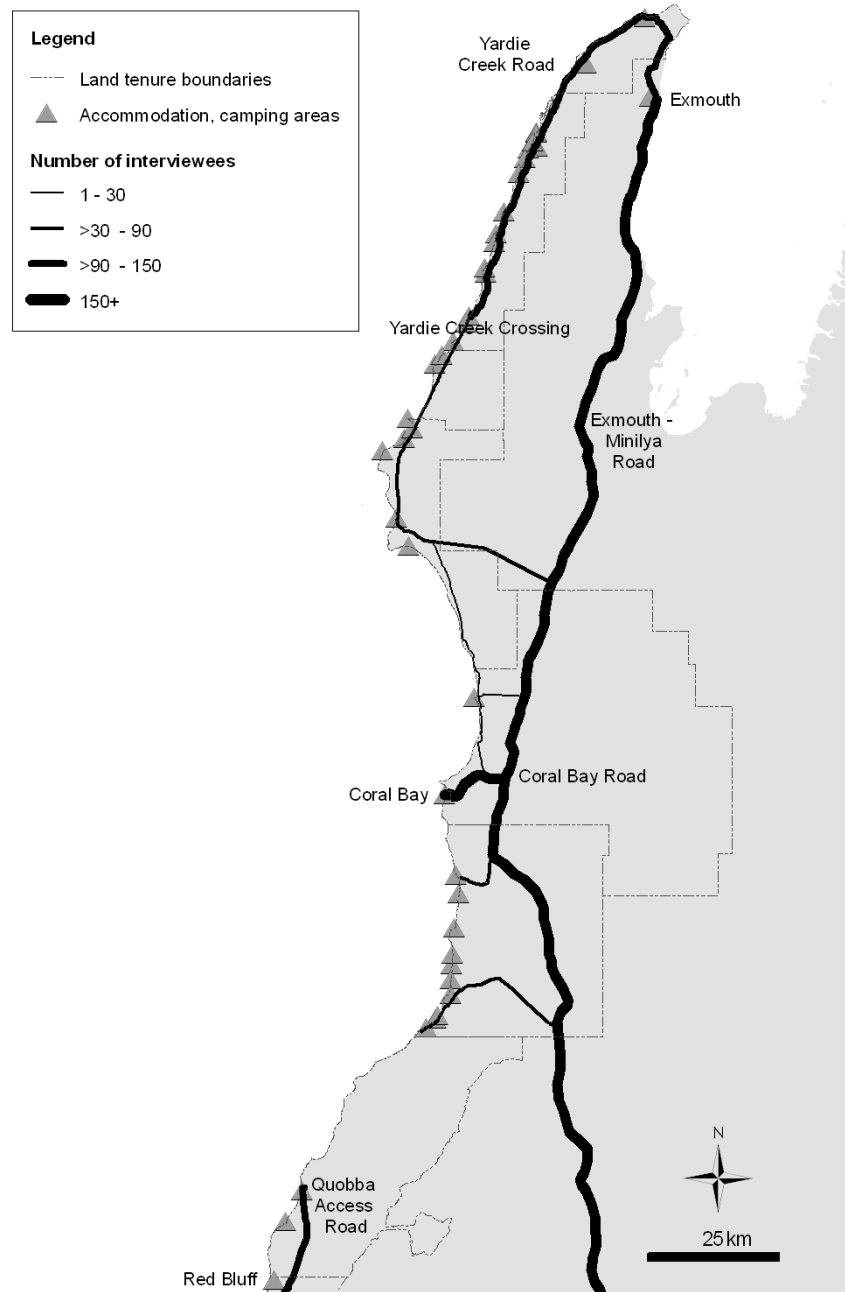 Legend
Land tenure boundaries
Accommodation, camping areas
Number of interviewees
1 - 30
>30 - 90
>90 - 150
150+
Yardie
Creek Road
Exmouth
Yardie Creek Crossing
Exmouth -
Minilya
Road
Coral Bay Road
Coral Bay
N
Quobba
Access
Road
25 km
Red Bluff